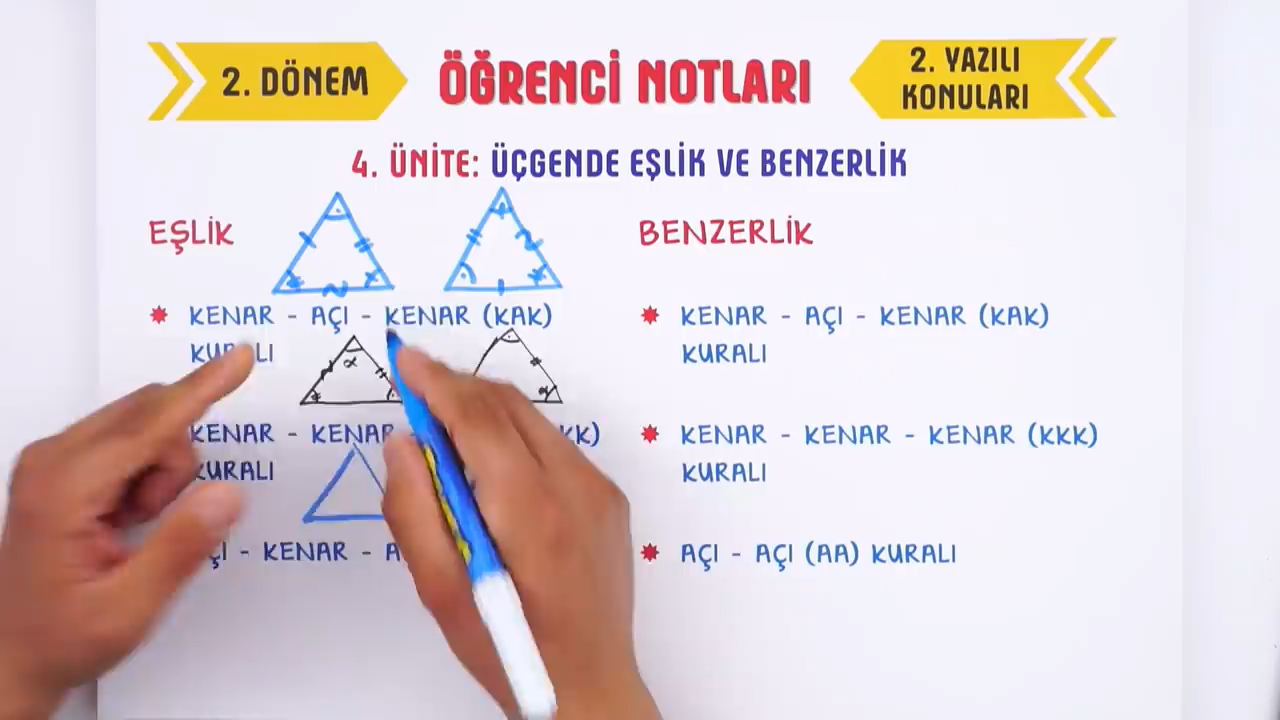 2. DÖNEM
ÖĞRENCİ NOTLARI
2. YAZILI
KONULARI
4. ÜNİTE: ÜÇGENDE EŞLİK VE BENZERLİK
EŞLİK
KENAR - AÇI - KENAR (KAK)
KENAR - KENAR
KURALI
- KENAR -
BENZERLİK
KENAR - AÇI - KENAR (KAK)
KURALI
KENAR - KENAR - KENAR (KKK)
KURALI
AÇI - AÇI (AA) KURALI